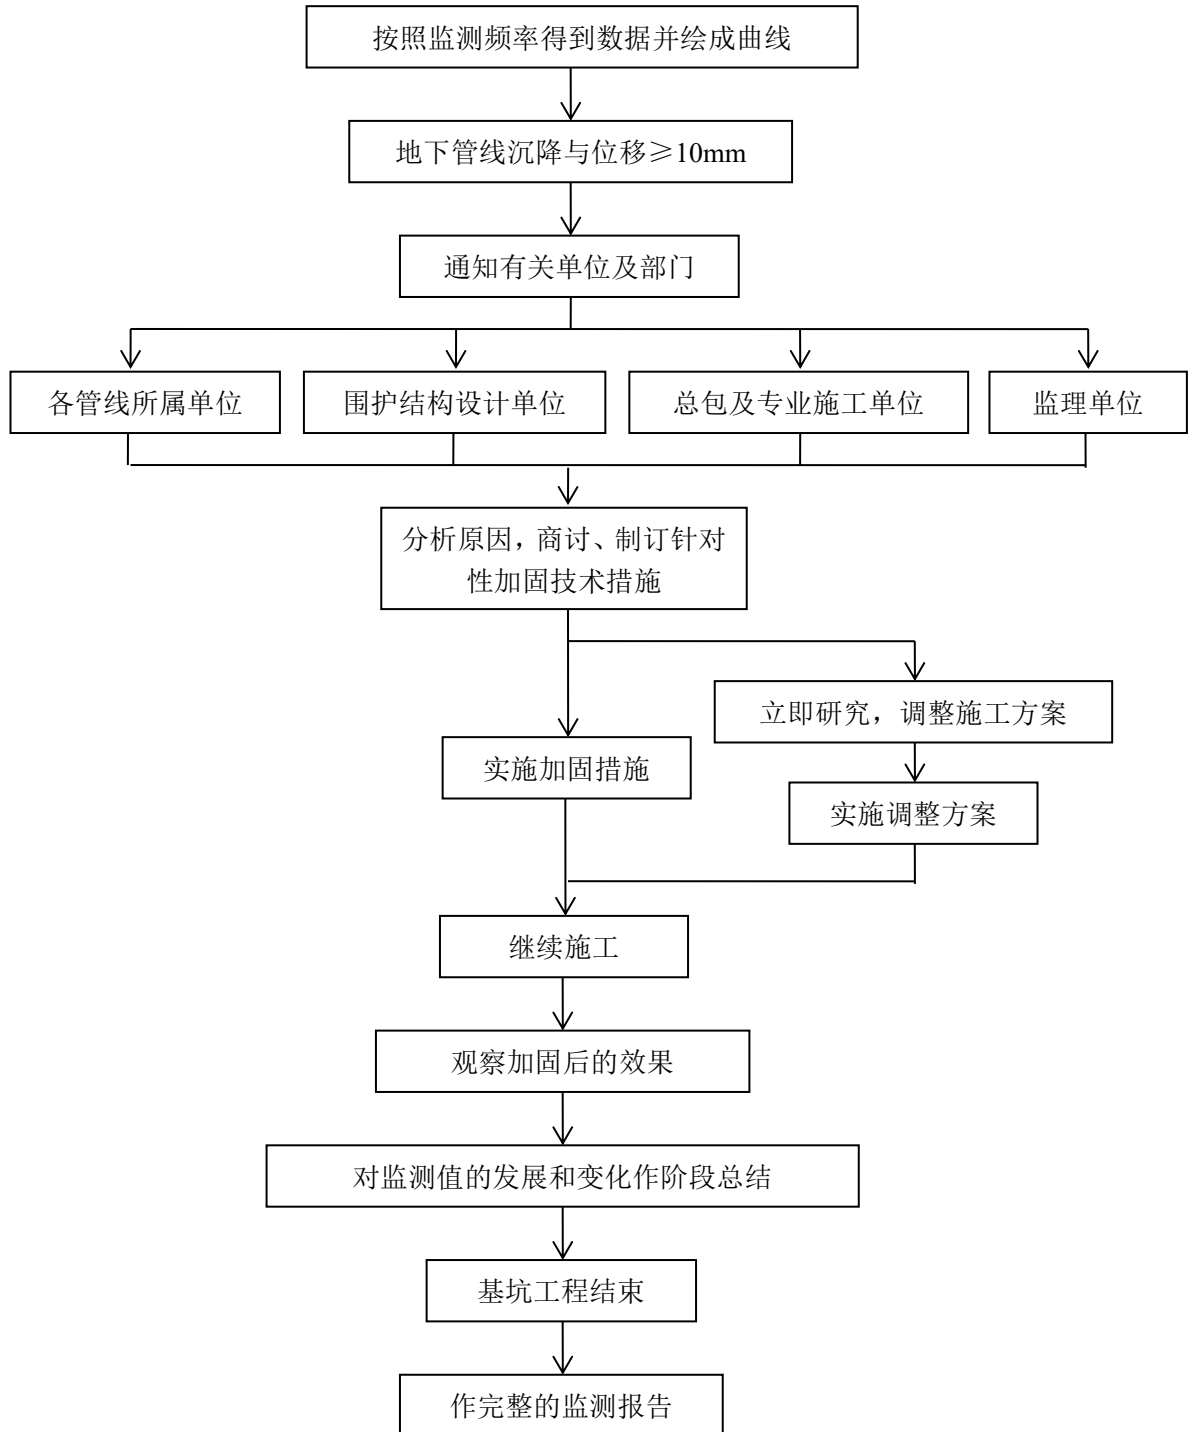 按照监测频率得到数据并绘成曲线
地下管线沉降与位移≥10mm
通知有关单位及部门
各管线所属单位
围护结构设计单位
总包及专业施工单位
监理单位
分析原因，商讨、制订针对
性加固技术措施
立即研究，调整施工方案
实施加固措施
实施调整方案
继续施工
观察加固后的效果
对监测值的发展和变化作阶段总结
基坑工程结束
作完整的监测报告